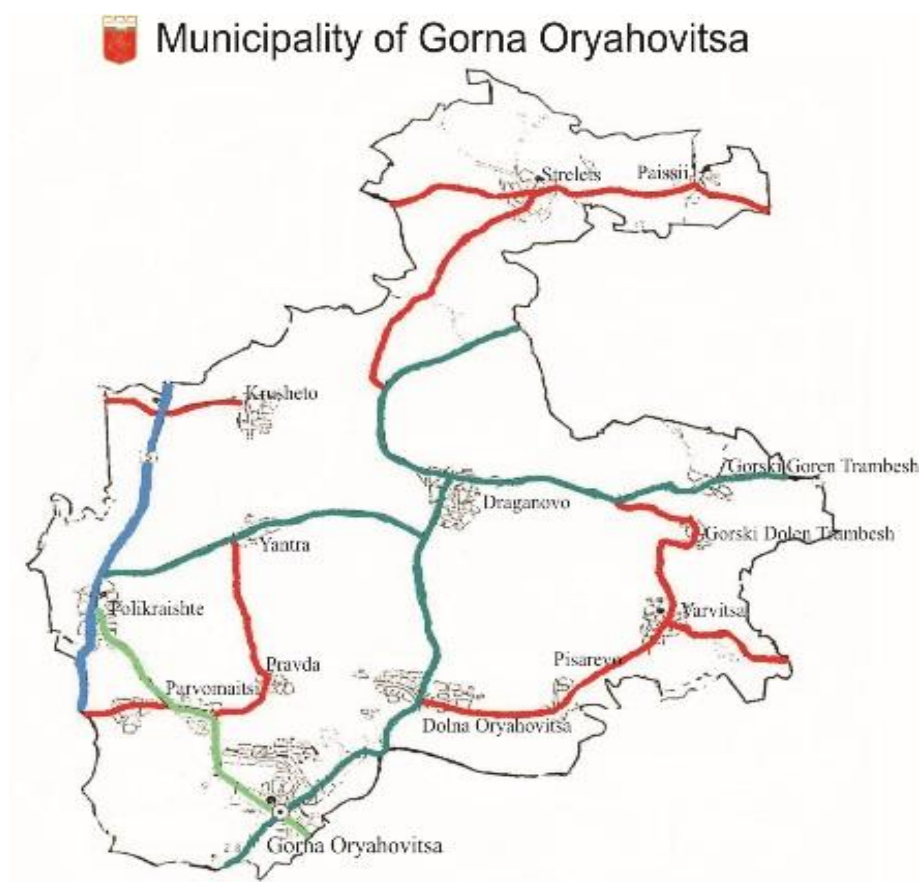 Municipality of Gorna Oryahovitsa
Strelets
Paissii
Krusheto
Gorski Goren Trambesh
Draganovo
Yantra
Gorski Dolen Trambesh
Polikraishte
Varvitsa
Pravda
Pisarevo
Parvomaitsi
Dolna Oryahovitsa
Gorna Oryahovitsa